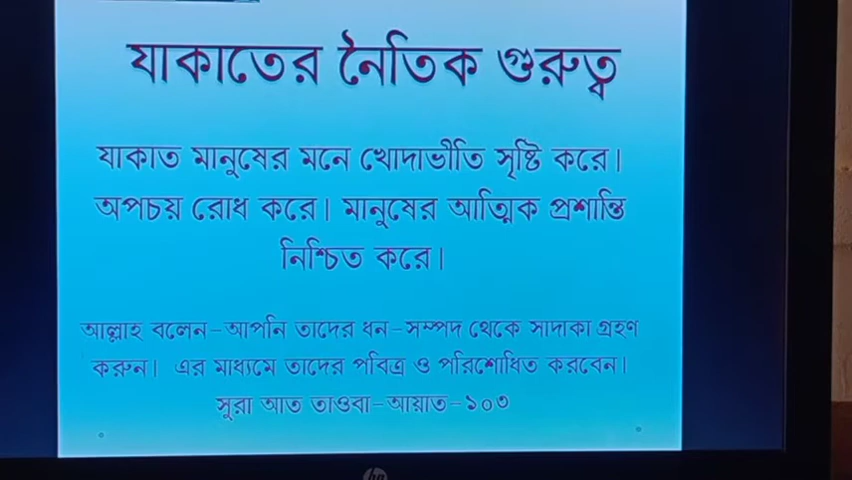 যাকাতের নৈতিক গুরুত্ব
যাকাত মানুষের মনে খোদাভীতি সৃষ্টি করে।
অপচয় রোধ করে। মানুষের আত্মিক প্রশান্তি
নিশ্চিত করে।
আল্লাহ বলেন-আপনি তাদের ধন-সম্পদ থেকে সাদাকা গ্রহণ
করুন। এর মাধ্যমে তাদের পবিত্র ও পরিশোধিত করবেন।
সুরা আত তাওবা-আয়াত-১০৩
hp